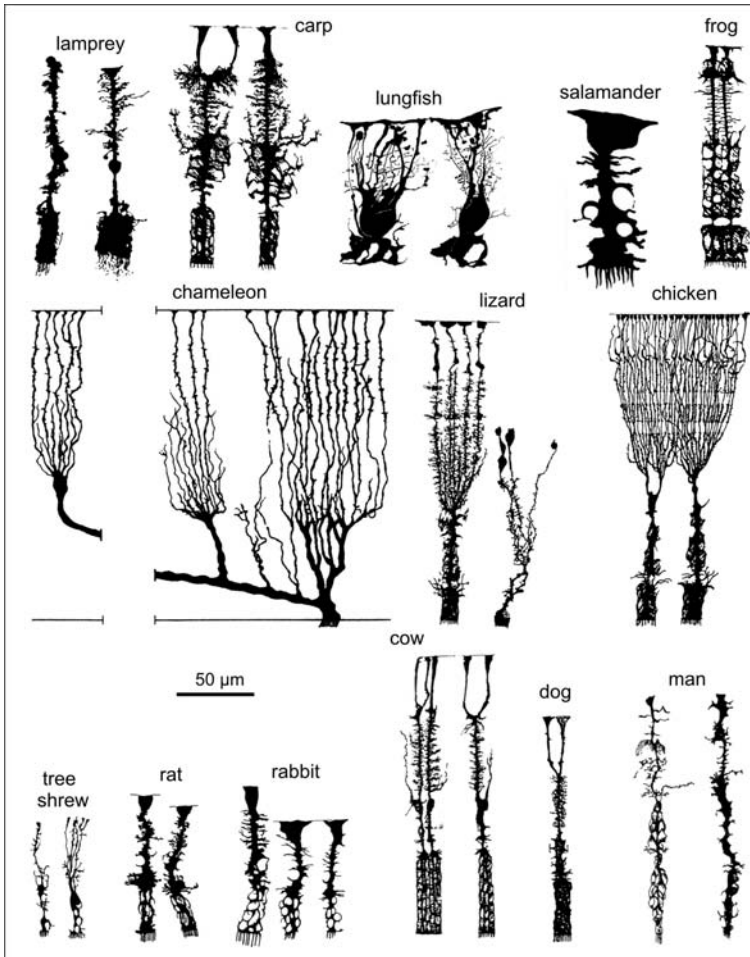 lamprey
carp
lungfish
salamander
frog
chameleon
lizard
chicken
cow
50 µm
dog
man
tree
shrew
rat
rabbit